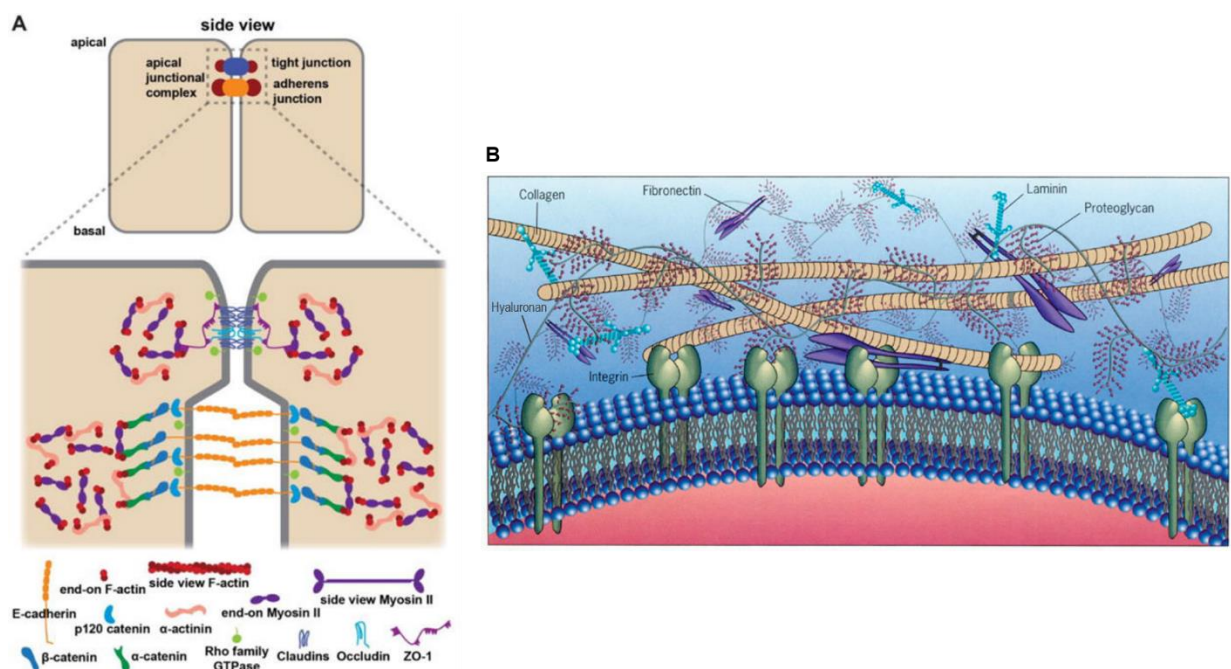 A
side view
apical
apical
junctional
complex
tight junction
adherens
junction
basal
end-on F-actin
side view F-actin
E-cadherin
p120 catenin
α-actinin
end-on Myosin II
side view Myosin II
β-catenin
α-catenin
Rho family
GTPase
Claudins
Occludin
ZO-1
B
Collagen
Fibronectin
Laminin
Proteoglycan
Hyaluronan
Integrin